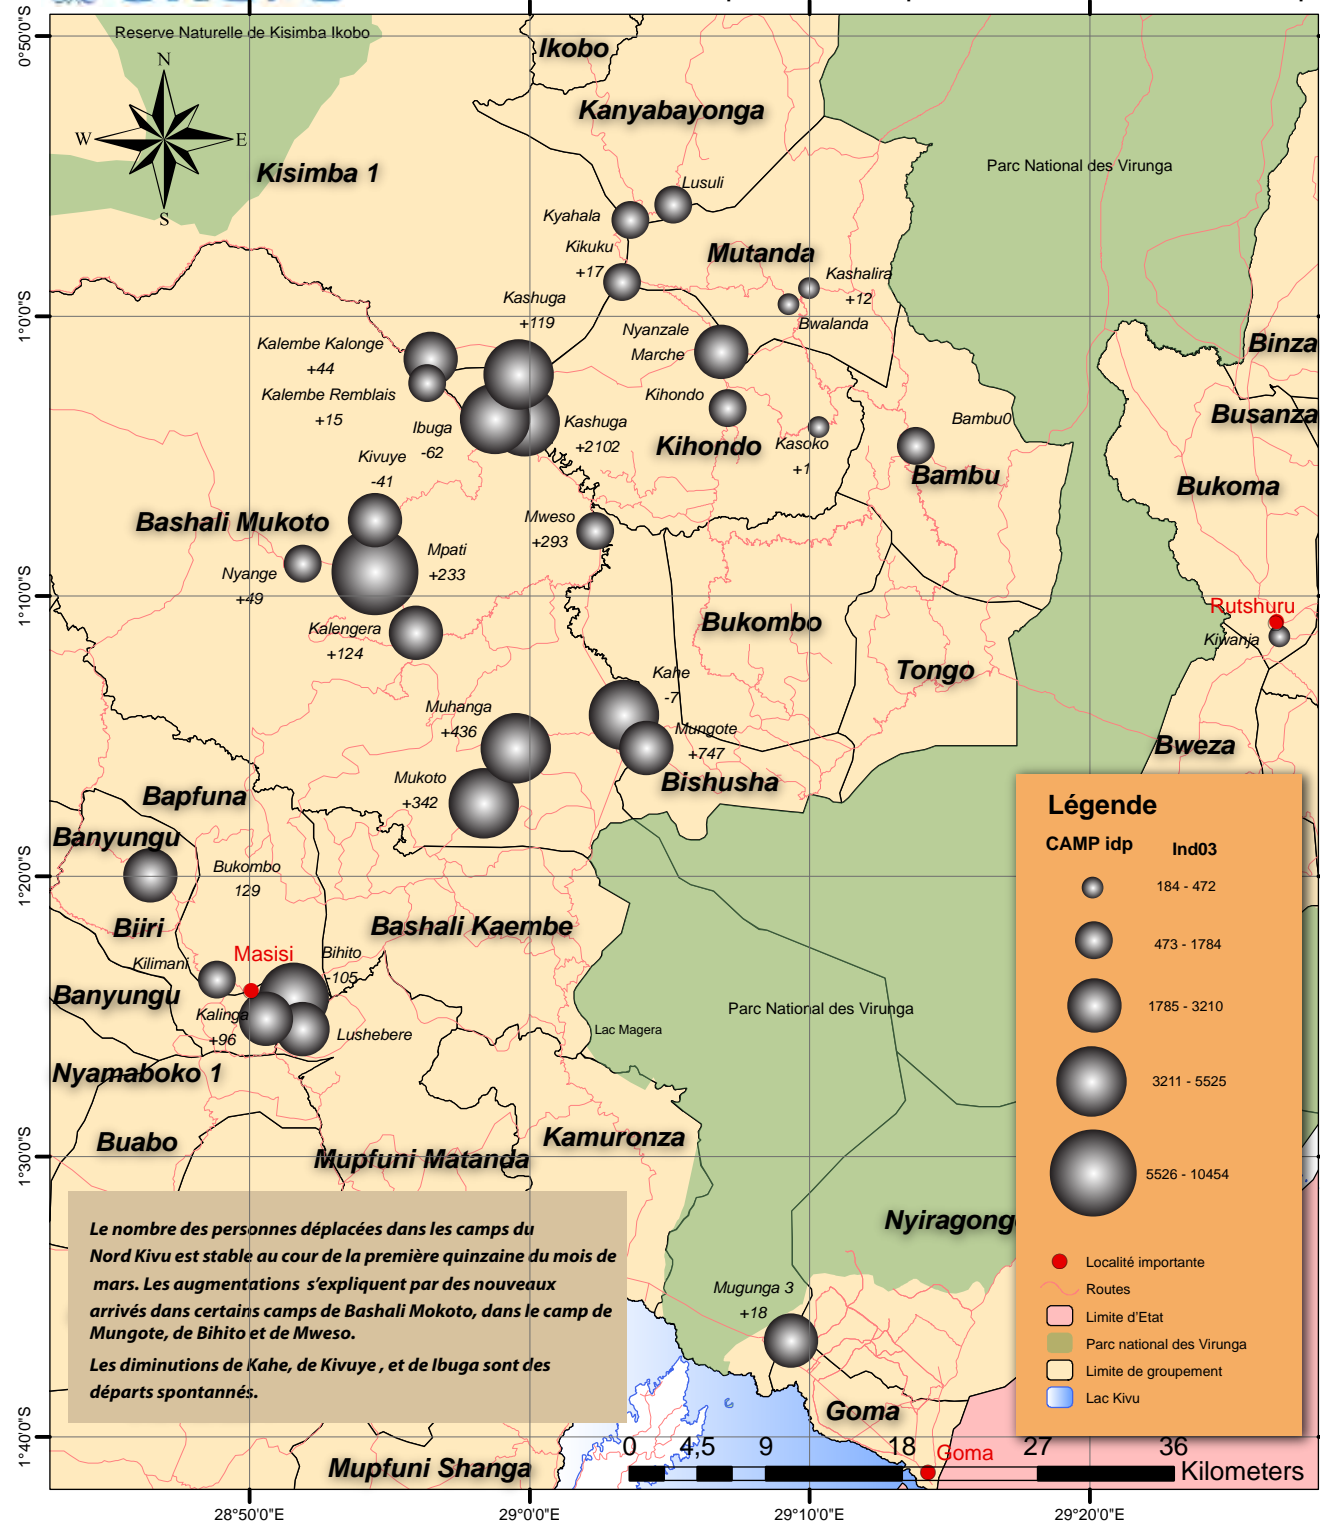 0°50'0"S
Reserve Naturelle de Kisimba Ikobo
N
W
E
S
Ikobo
Kanyabayonga
Kisimba 1
Parc National des Virunga
Lusuli
Kyahala
Kikuku
+17
Mutanda
Kashalira
+12
Bwalanda
1°0'0"S
Kashuga
+119
Kalembe Kalonge
+44
Kalembe Remblais
+15
Nyanzale
Marche
Kihondo
Kihondo
Kasoko
+1
Bambu0
Bambu
Binza
Busanza
Bukoma
Ibuga
-62
Kashuga
+2102
Kivuye
-41
Bashali Mukoto
Mweso
+293
Mpati
+233
Nyange
+49
1°10'0"S
Kalengera
+124
Bukombo
Tongo
Rutshuru
Kiwanja
Kahe
-7
Muhanga
+436
Mungote
+747
Mukoto
+342
Bishusha
Bweza
Bapfuna
Banyungu
Bukombo
129
1°20'0"S
Biiri
Bashali Kaembe
Masisi
Bihito
-105
Kilimani
Banyungu
Kalinga
+96
Lushebere
Parc National des Virunga
Lac Magera
Nyamaboko 1
Buabo
Kamuronza
Mupfuni Matanda
1°30'0"S
Nyiragong
Légende
CAMP idp
Ind03
184 - 472
473 - 1784
1785 - 3210
3211 - 5525
5526 - 10454
Localité importante
Routes
Limite d'Etat
Parc national des Virunga
Limite de groupement
Lac Kivu
Le nombre des personnes déplacées dans les camps du
Nord Kivu est stable au cour de la première quinzaine du mois de
mars. Les augmentations s'expliquent par des nouveaux
arrivés dans certains camps de Bashali Mokoto, dans le camp de
Mungote, de Bihito et de Mweso.
Les diminutions de Kahe, de Kivuye , et de Ibuga sont des
départs spontannés.
Mugunga 3
+18
Goma
Goma
1°40'0"S
Mupfuni Shanga
0 4,5 9 18 27 36
Kilometers
28°50'0"E 29°0'0"E 29°10'0"E 29°20'0"E